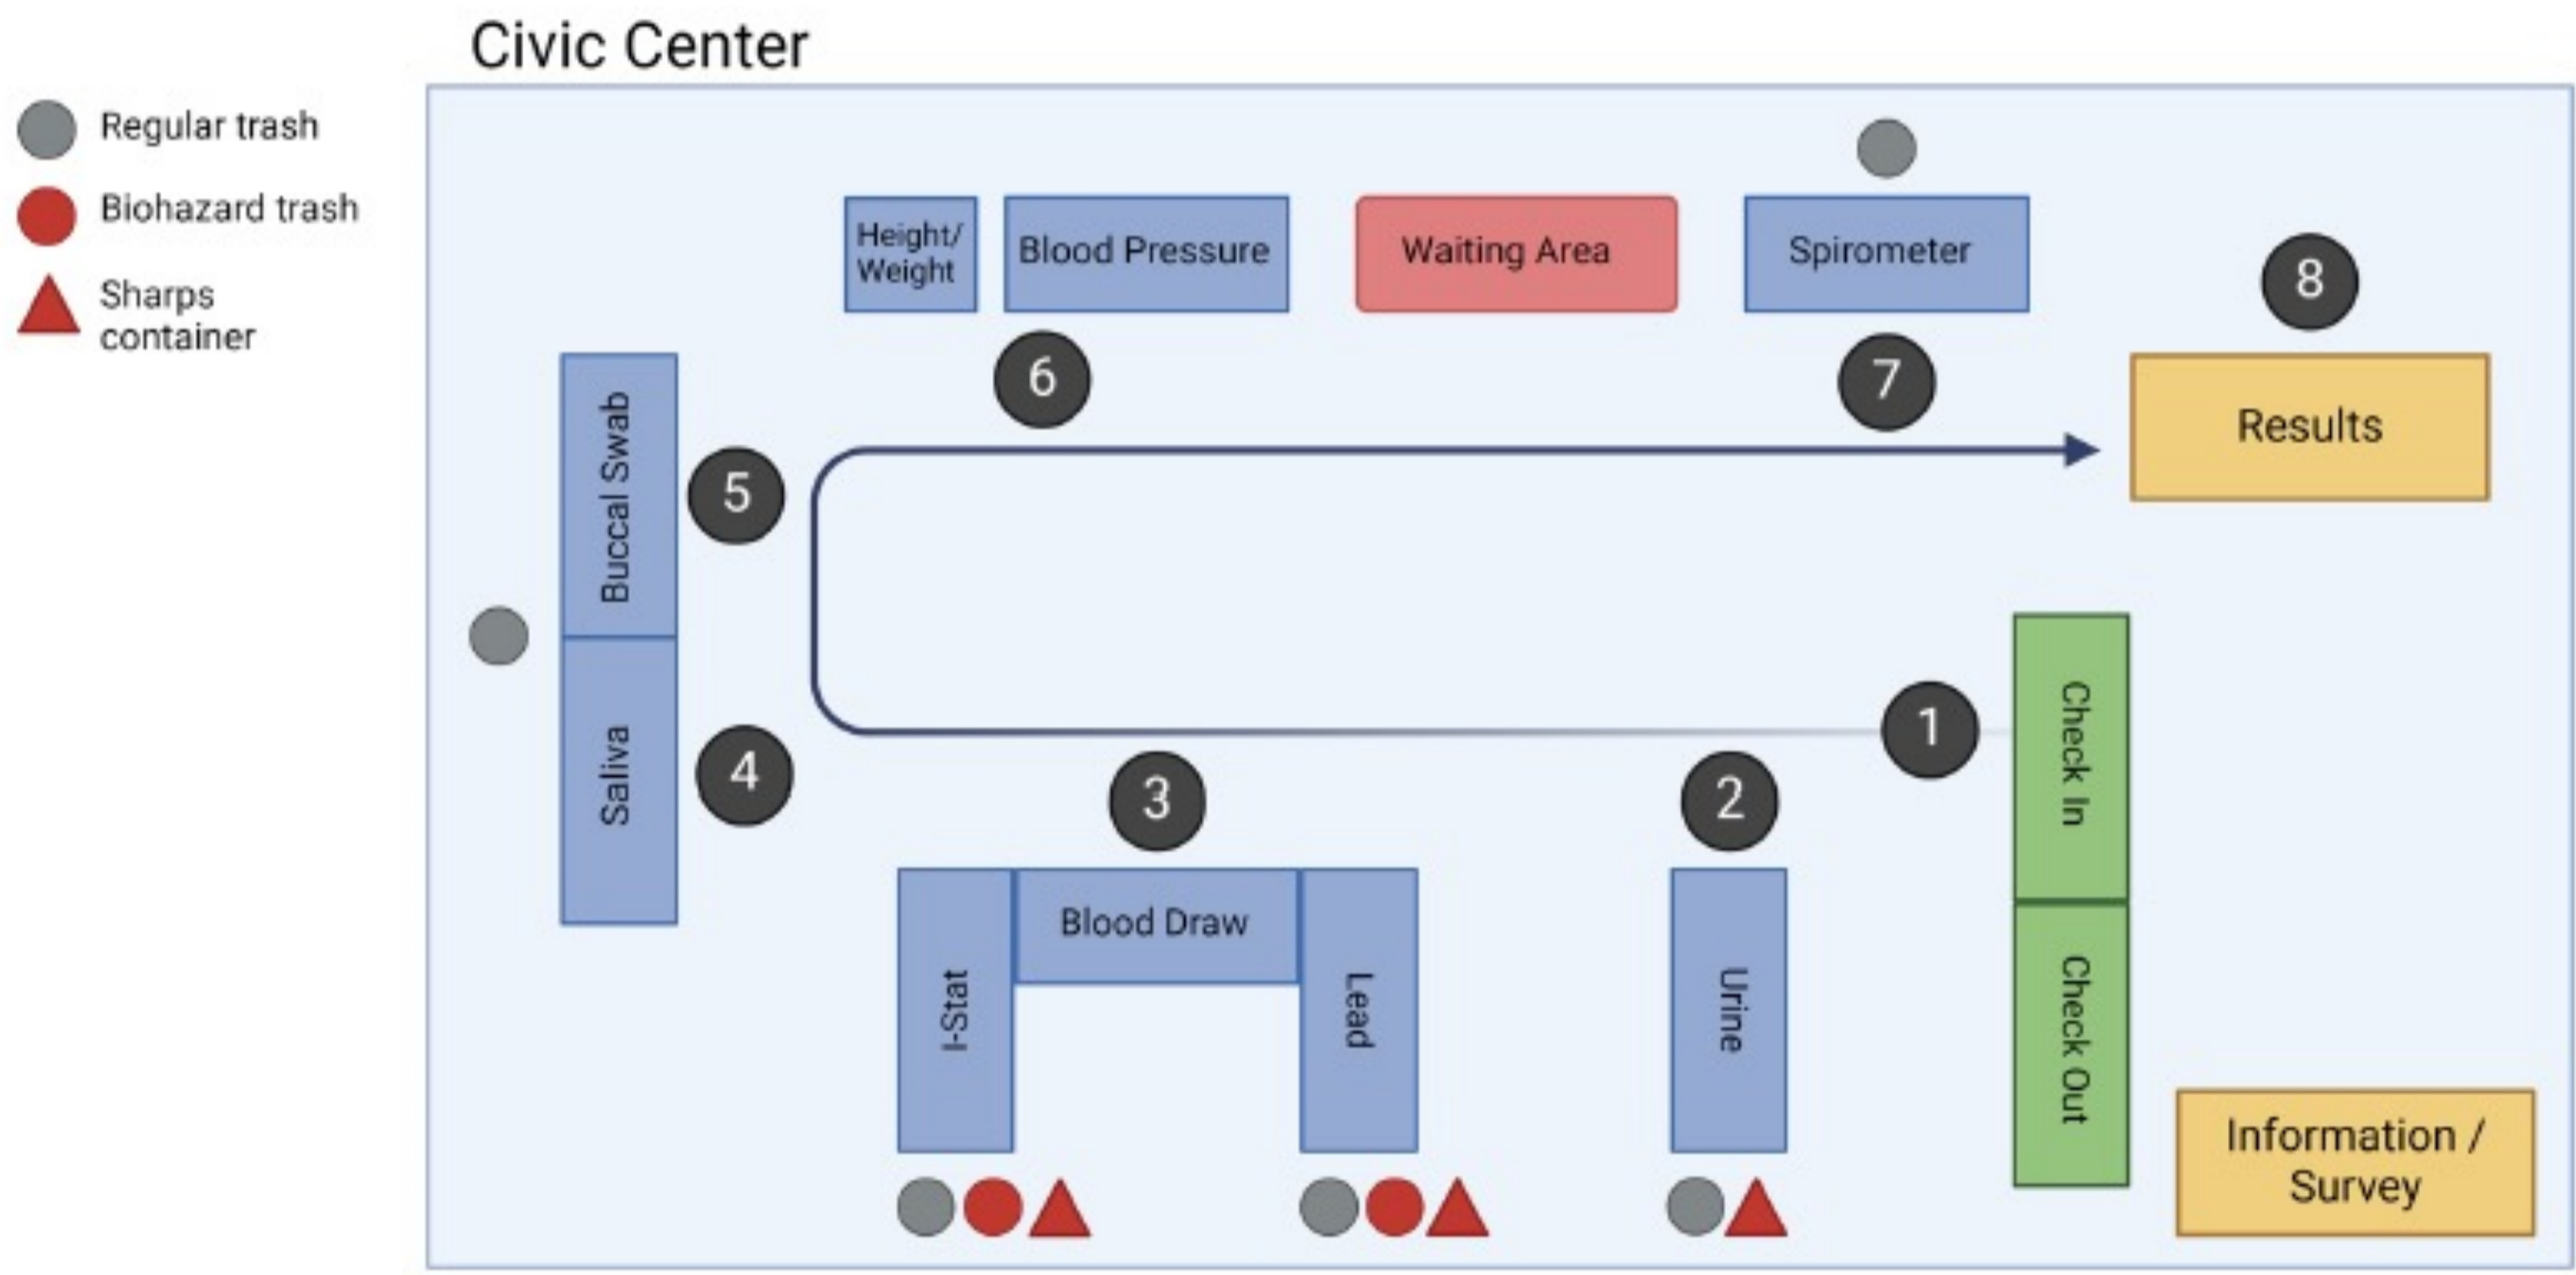 Civic Center
Regular trash
Biohazard trash
Sharps
container
Height/
Weight
Blood Pressure
Waiting Area
Spirometer
8
6
7
Results
Buccal Swab
5
Saliva
4
3
2
1
Check In
Check Out
I-Stat
Blood Draw
Lead
Urine
Information /
Survey